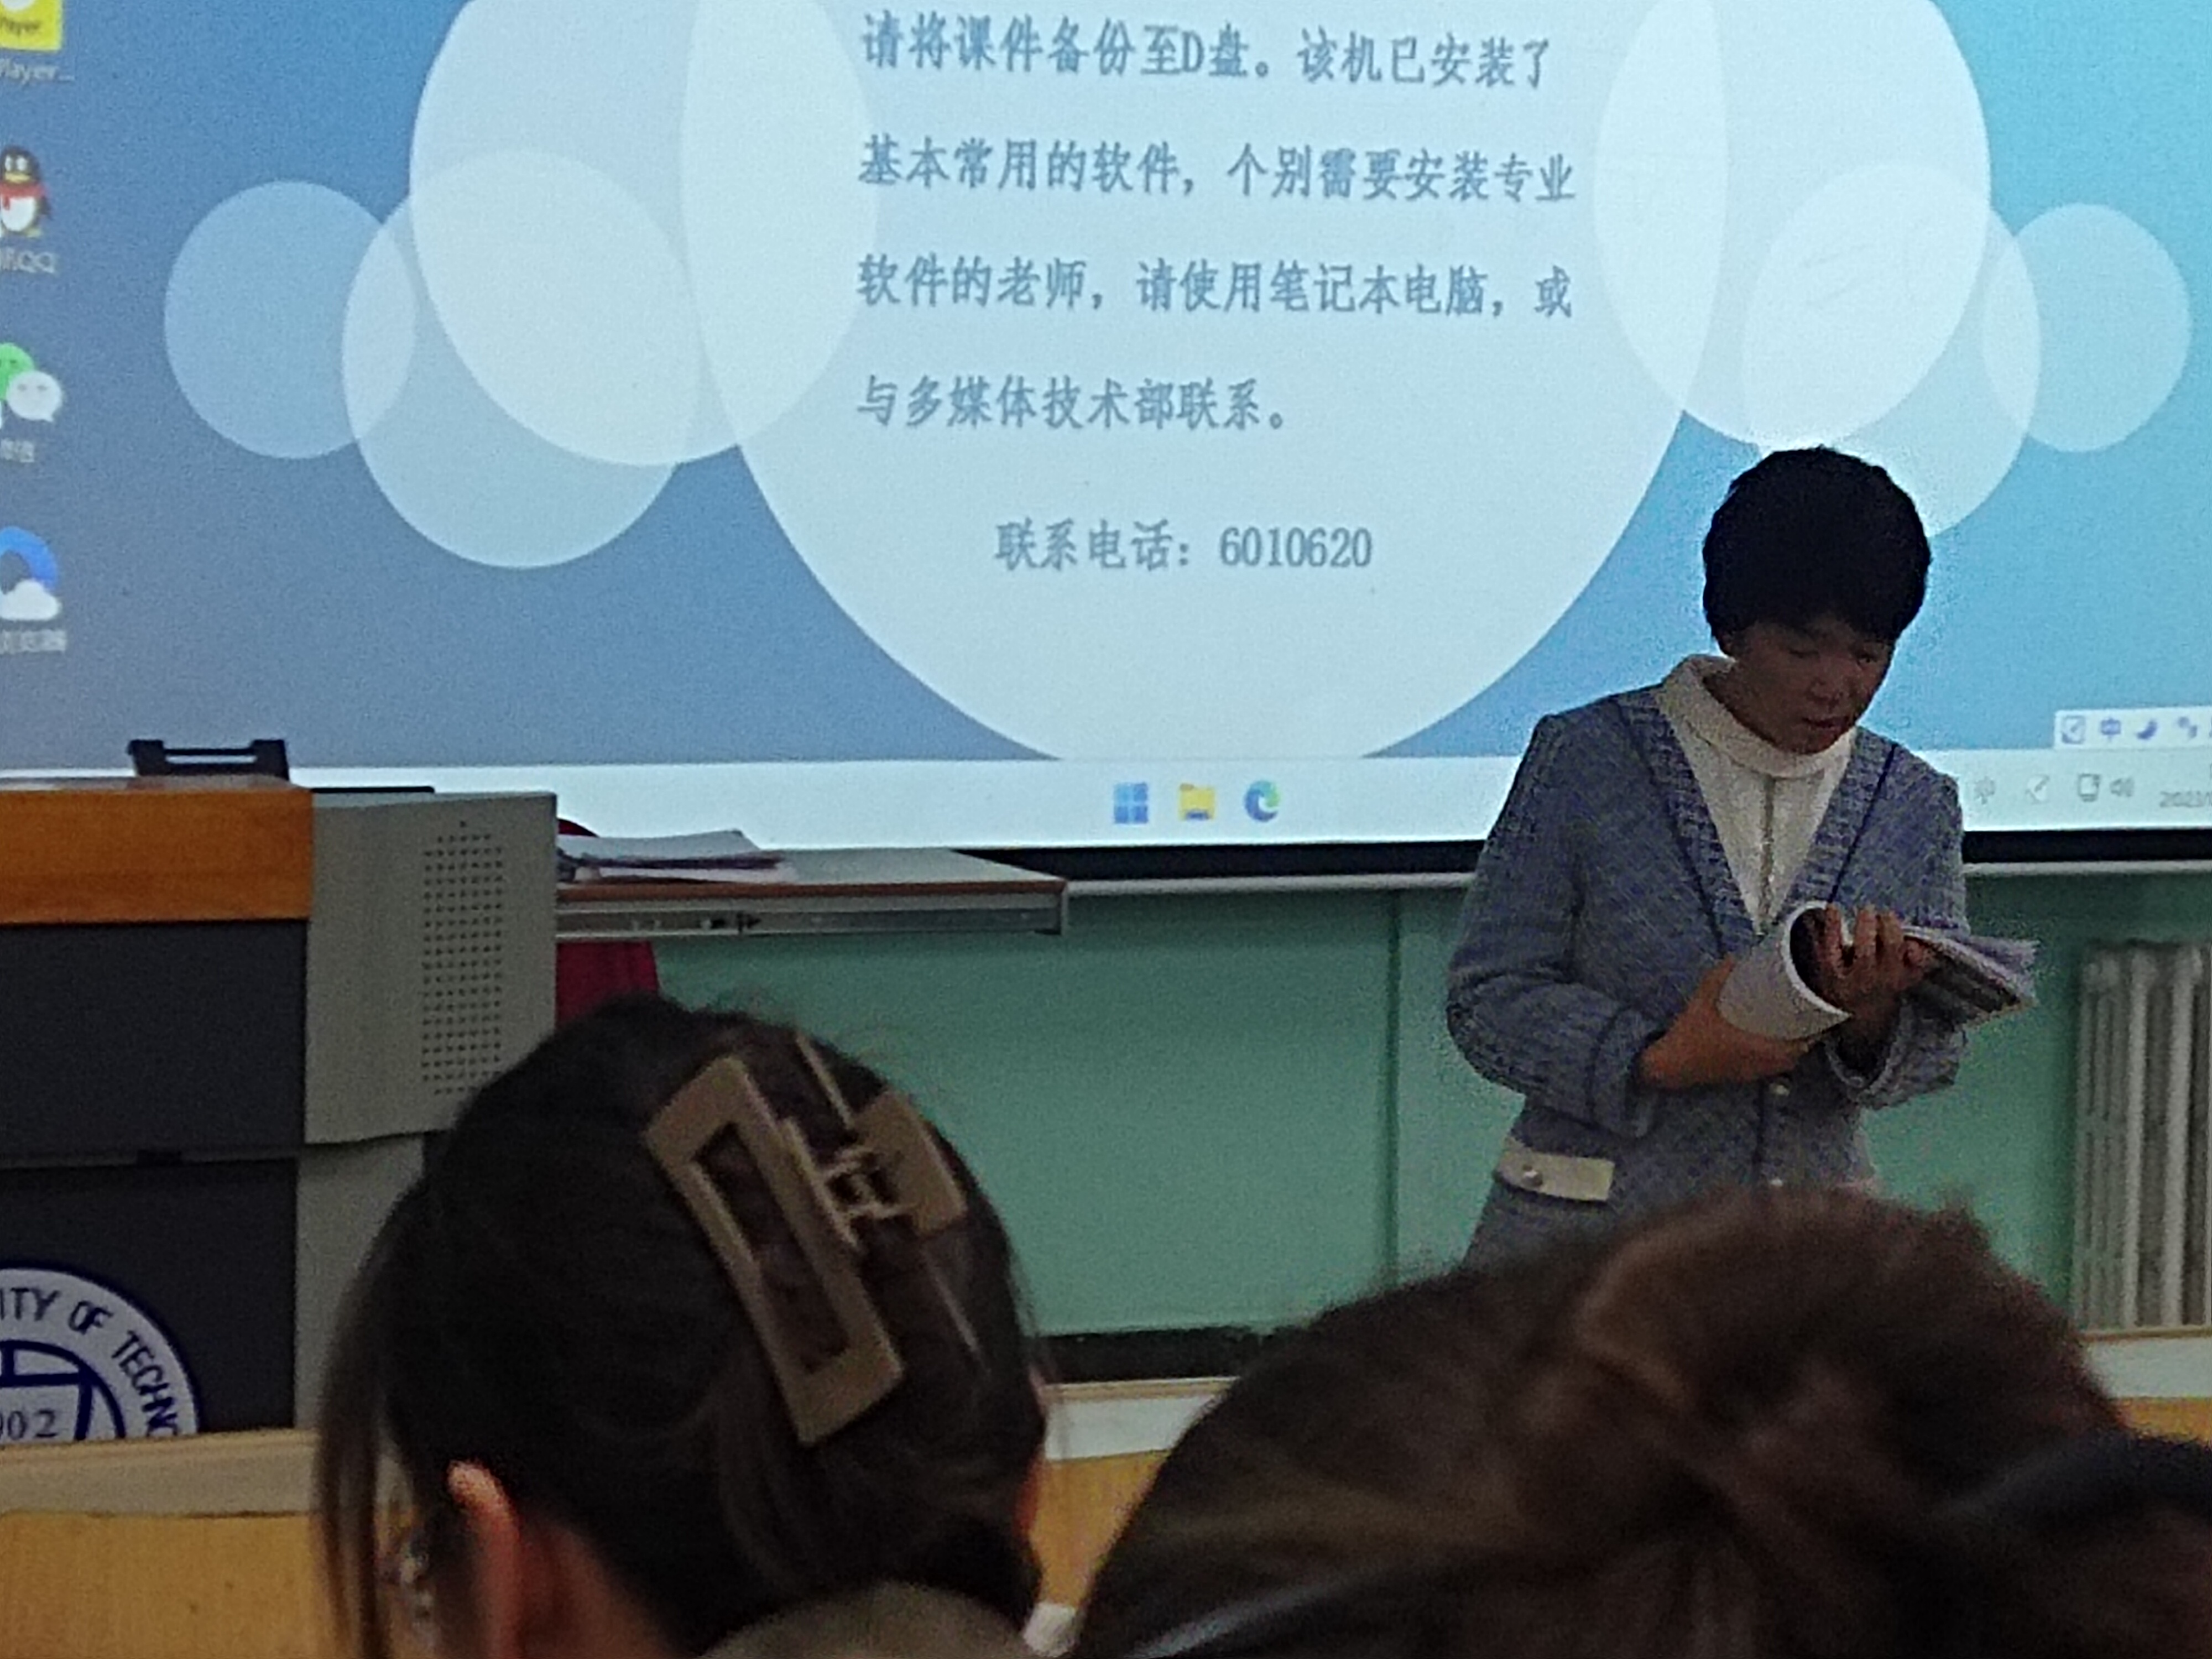 请将课件备份至D盘。该机已安装了
基本常用的软件，个别需要安装专业
软件的老师，请使用笔记本电脑，或
与多媒体技术部联系。
联系电话：6010620
Player...
QQ
中
ITY OF TECHN
902